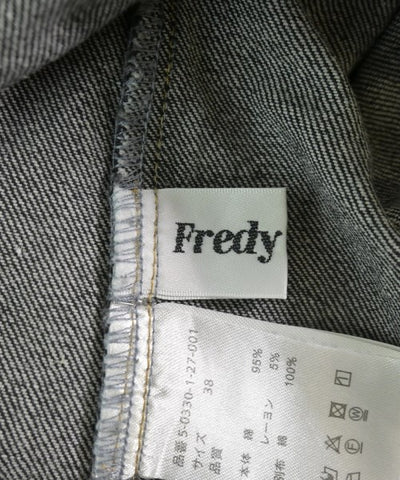 Fredy
品番 5-0330-1-27-001
サイズ 38
品質
本体 綿 95%
レーヨン 5%
別布 綿 100%